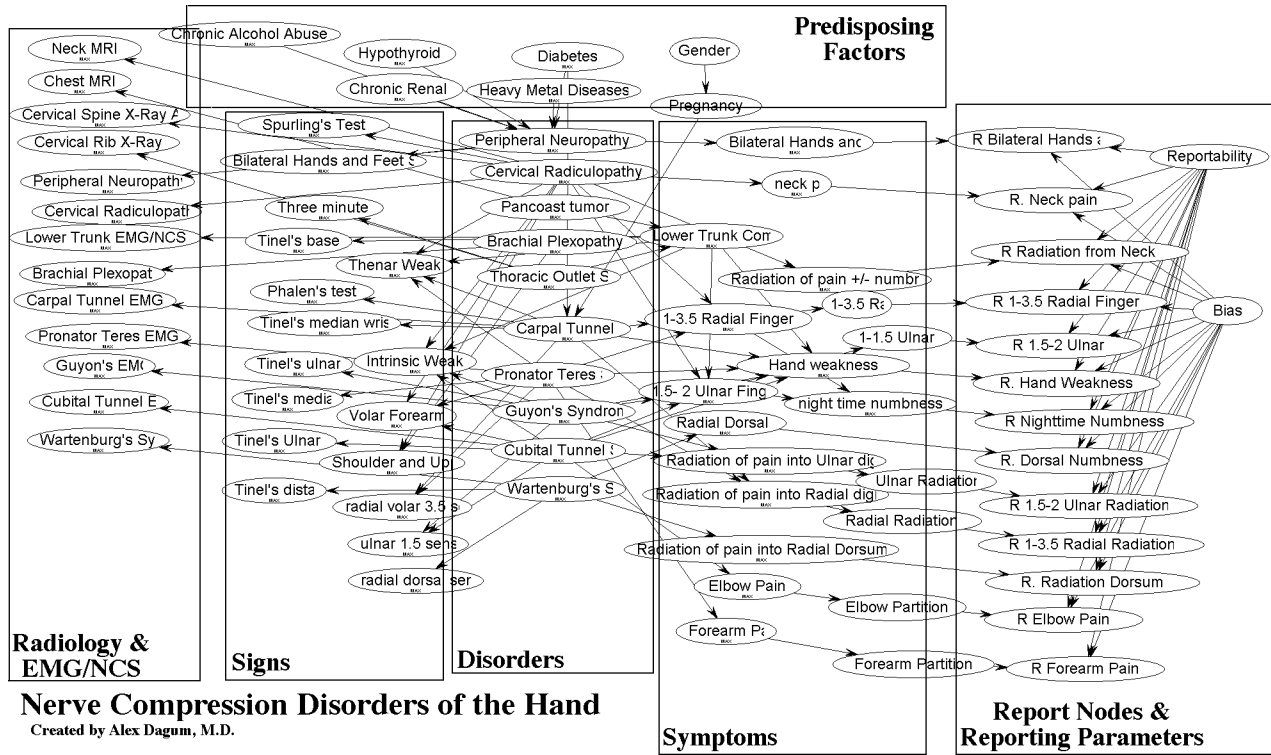 Predisposing
Factors
Chronic Alcohol Abuse
Hypothyroid
Diabetes
Gender
Chronic Renal
Heavy Metal Diseases
Pregnancy
Neck MRI
Chest MRI
Cervical Spine X-Ray
Cervical Rib X-Ray
Peripheral Neuropath
Cervical Radiculopat
Lower Trunk EMG/NCS
Brachial Plexopat
Carpal Tunnel EMG
Pronator Teres EMG
Guyon's EM
Cubital Tunnel E
Wartenburg's Sy
Radiology &
EMG/NCS
Spurling's Test
Bilateral Hands and Feet S
Three minute
Tinel's base
Thenar Weak
Phalen's test
Tinel's median wris
Intrinsic Weak
Tinel's ulnar
Tinel's media
Volar Forearm
Tinel's Ulnar
Shoulder and Up
Tinel's dista
radial volar 3.5 s
ulnar 1.5 sens
radial dorsal ser
Signs
Peripheral Neuropathy
Cervical Radiculopathy
Pancoast tumor
Brachial Plexopathy
Thoracic Outlet S
Carpal Tunnel
Pronator Teres
Guyon's Syndron
Cubital Tunnel S
Wartenburg's S
Disorders
Bilateral Hands and
neck p
Lower Trunk Com
Radiation of pain +/- numbr
1-3.5 Ra
1-3.5 Radial Finger
1-1.5 Ulnar
Hand weakness
1.5- 2 Ulnar Fing
night time numbness
Radial Dorsal
Radiation of pain into Ulnar dig
Ulnar Radiation
Radiation of pain into Radial dig
Radial Radiation
Radiation of pain into Radial Dorsum
Elbow Pain
Elbow Partition
Forearm Pa
Forearm Partition
Symptoms
R Bilateral Hands a
Reportability
R. Neck pain
R Radiation from Neck
R 1-3.5 Radial Finger
Bias
R 1.5-2 Ulnar
R. Hand Weakness
R Nighttime Numbness
R. Dorsal Numbness
R 1.5-2 Ulnar Radiation
R 1-3.5 Radial Radiation
R. Radiation Dorsum
R Elbow Pain
R Forearm Pain
Report Nodes &
Reporting Parameters
Nerve Compression Disorders of the Hand
Created by Alex Dagum, M.D.